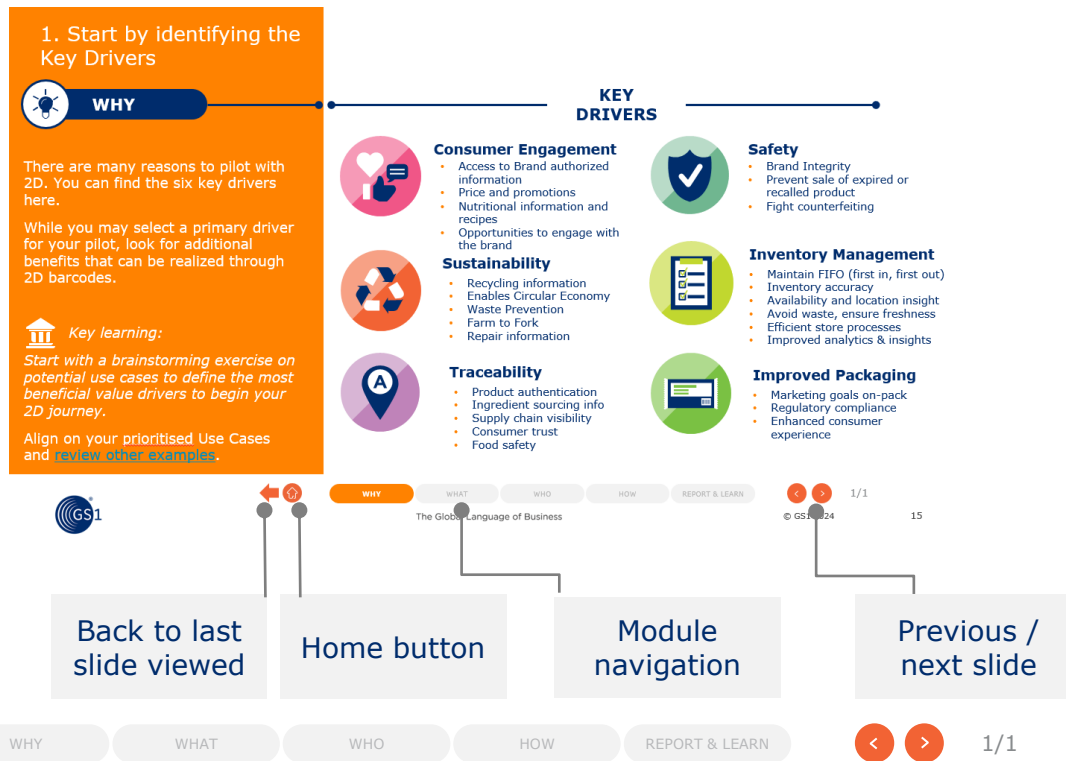 1. Start by identifying the
Key Drivers
WHY
There are many reasons to pilot with
2D. You can find the six key drivers
here.
While you may select a primary driver
for your pilot, look for additional
benefits that can be realized through
2D barcodes.
Key learning:
Start with a brainstorming exercise on
potential use cases to define the most
beneficial value drivers to begin your
2D journey.
Align on your prioritised Use Cases
and review other examples.
KEY
DRIVERS
Consumer Engagement
• Access to Brand authorized
information
• Price and promotions
• Nutritional information and
recipes
• Opportunities to engage with
the brand
Sustainability
• Recycling information
• Enables Circular Economy
• Waste Prevention
• Farm to Fork
• Repair information
A
Traceability
• Product authentication
• Ingredient sourcing info
• Supply chain visibility
• Consumer trust
• Food safety
Safety
• Brand Integrity
• Prevent sale of expired or
recalled product
• Fight counterfeiting
Inventory Management
• Maintain FIFO (first in, first out)
• Inventory accuracy
• Availability and location insight
• Avoid waste, ensure freshness
• Efficient store processes
• Improved analytics & insights
Improved Packaging
• Marketing goals on-pack
• Regulatory compliance
• Enhanced consumer
experience
GS1
WHY WHAT WHO HOW REPORT & LEARN 1/1
The Global Language of Business
© GS1 2024
15
Back to last
slide viewed
Home button
Module
navigation
Previous /
next slide
WHY WHAT WHO HOW REPORT & LEARN 1/1